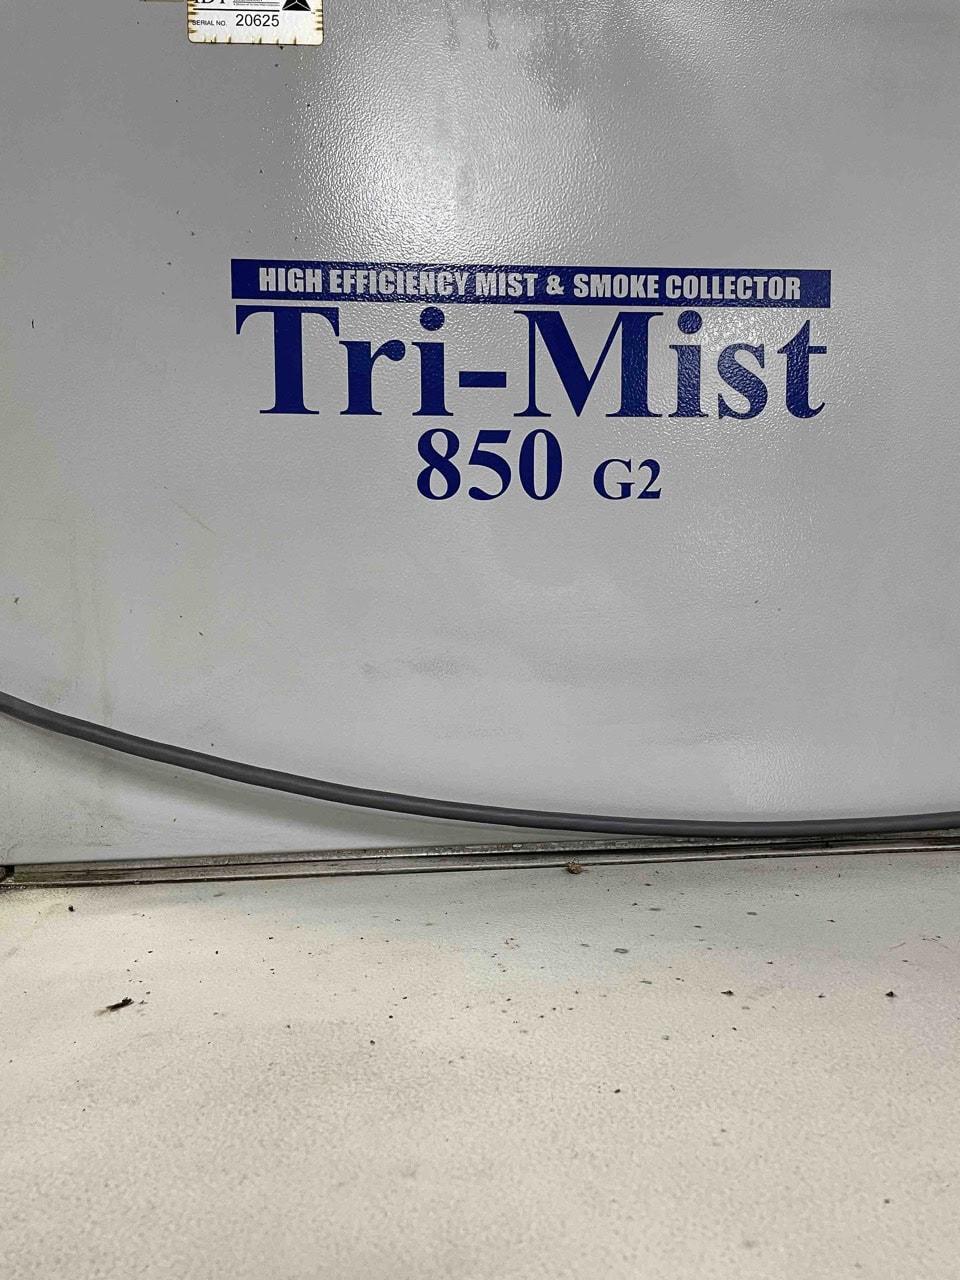 SERIAL NO. 20625
HIGH EFFICIENCY MIST & SMOKE COLLECTOR
Tri-Mist
850 G2